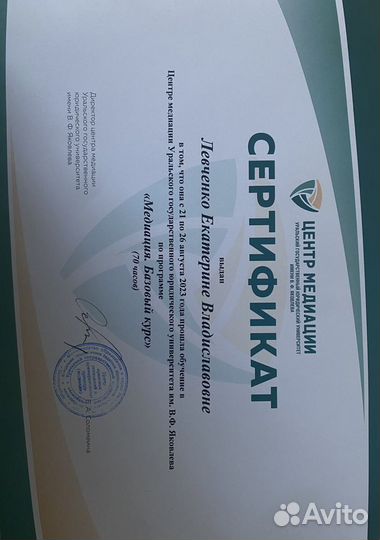 ЦЕНТР МЕДИАЦИИ
УРАЛЬСКИЙ ГОСУДАРСТВЕННЫЙ ЮРИДИЧЕСКИЙ УНИВЕРСИТЕТ
ИМЕНИ В.Ф. ЯКОВЛЕВА
СЕРТИФИКАТ
выдан
Левченко Екатерине Владиславовне
в том, что она с 21 по 26 августа 2023 года прошла обучение в
Центре медиации Уральского государственного юридического университета им. В.Ф. Яковлева
по программе
«Медиация. Базовый курс»
(70 часов)
Директор центра медиации
Уральского государственного
юридического университета
имени В. Ф. Яковлева
Б. А. Соломеина
Avito